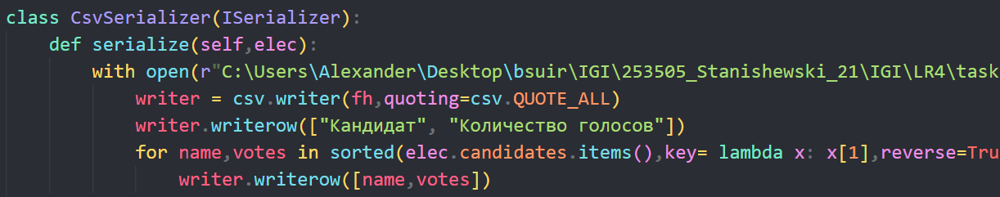 class CsvSerializer(ISerializer):
    def serialize(self,elec):
        with open(r"C:\Users\Alexander\Desktop\bsuir\IGI\253505_Stanishewski_21\IGI\LR4\task
            writer = csv.writer(fh,quoting=csv.QUOTE_ALL)
            writer.writerow(["Кандидат", "Количество голосов"])
            for name,votes in sorted(elec.candidates.items(),key= lambda x: x[1],reverse=Tru
                writer.writerow([name,votes])